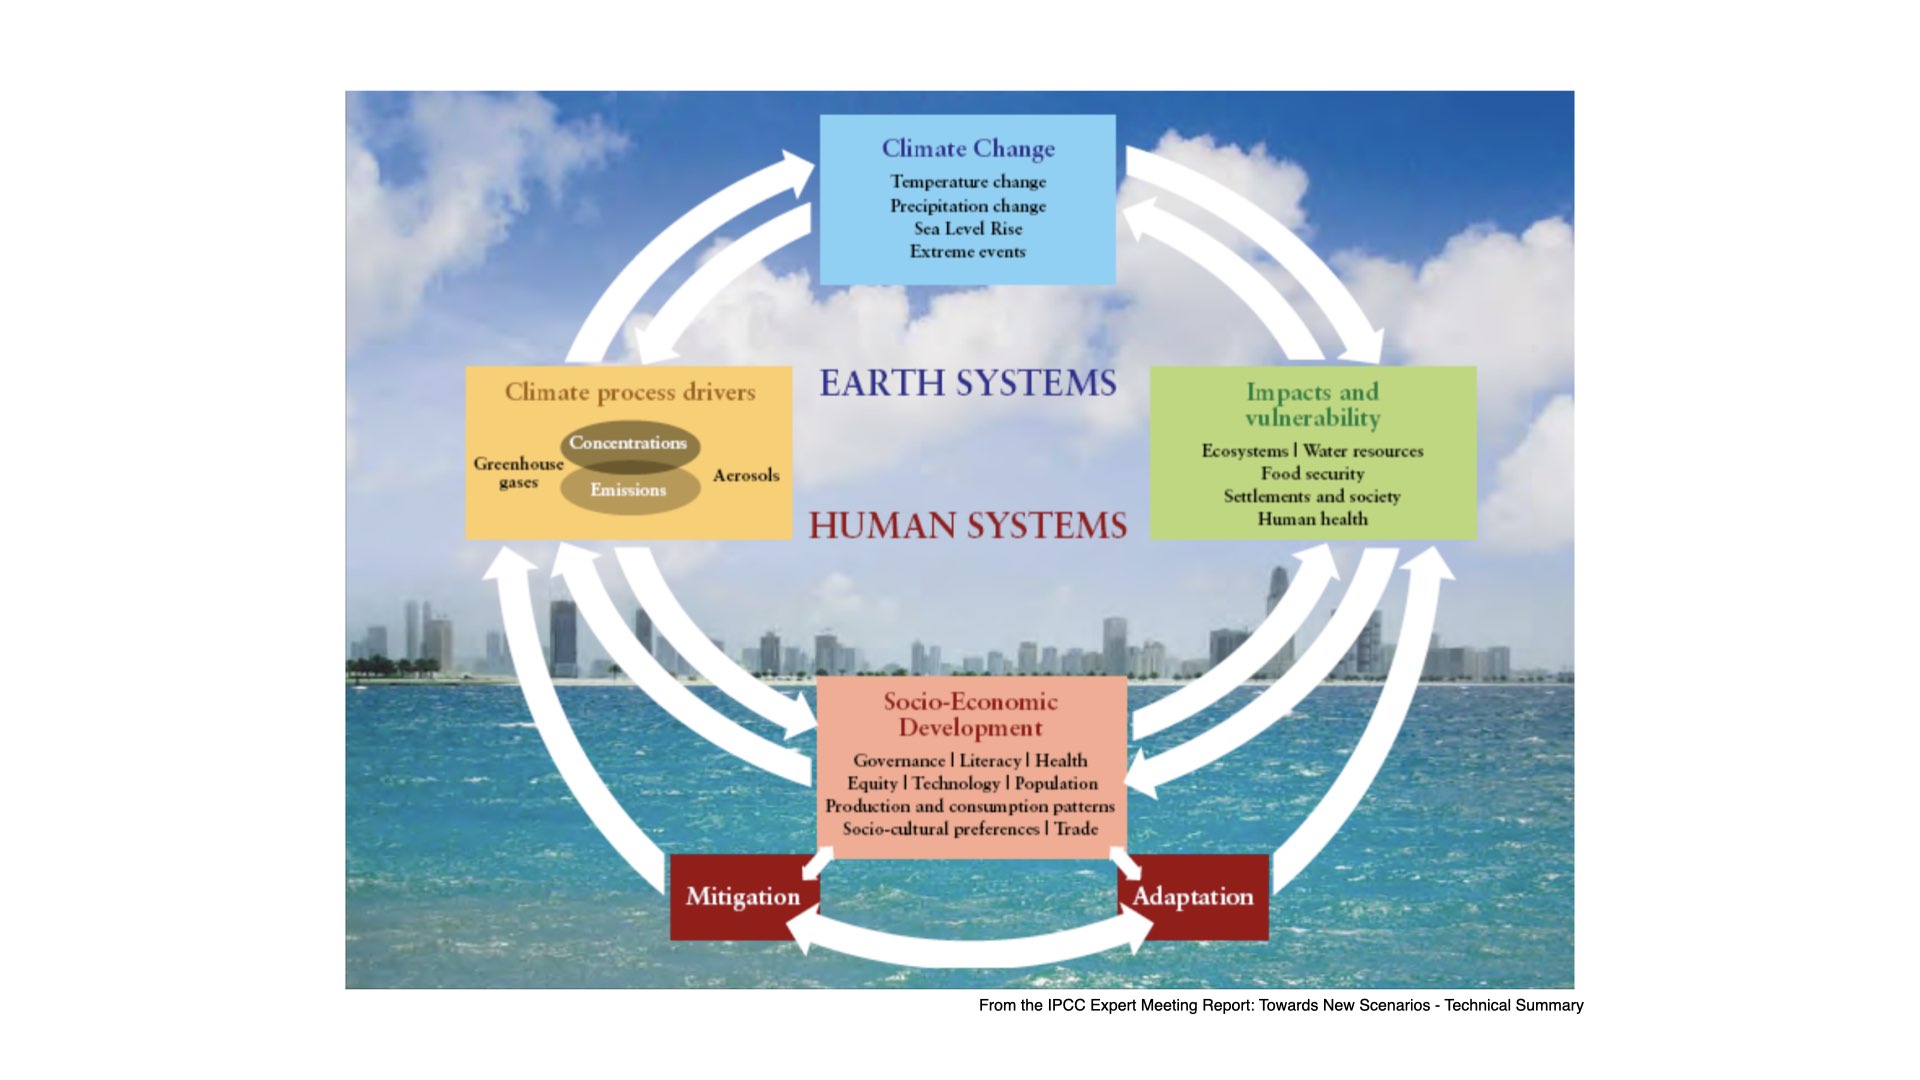 Climate Change
Temperature change
Precipitation change
Sea Level Rise
Extreme events
EARTH SYSTEMS
Climate process drivers
Concentrations
Greenhouse
gases
Emissions
Aerosols
Impacts and
vulnerability
Ecosystems | Water resources
Food security
Settlements and society
Human health
HUMAN SYSTEMS
Socio-Economic
Development
Governance | Literacy | Health
Equity | Technology | Population
Production and consumption patterns
Socio-cultural preferences | Trade
Mitigation
Adaptation
From the IPCC Expert Meeting Report: Towards New Scenarios - Technical Summary